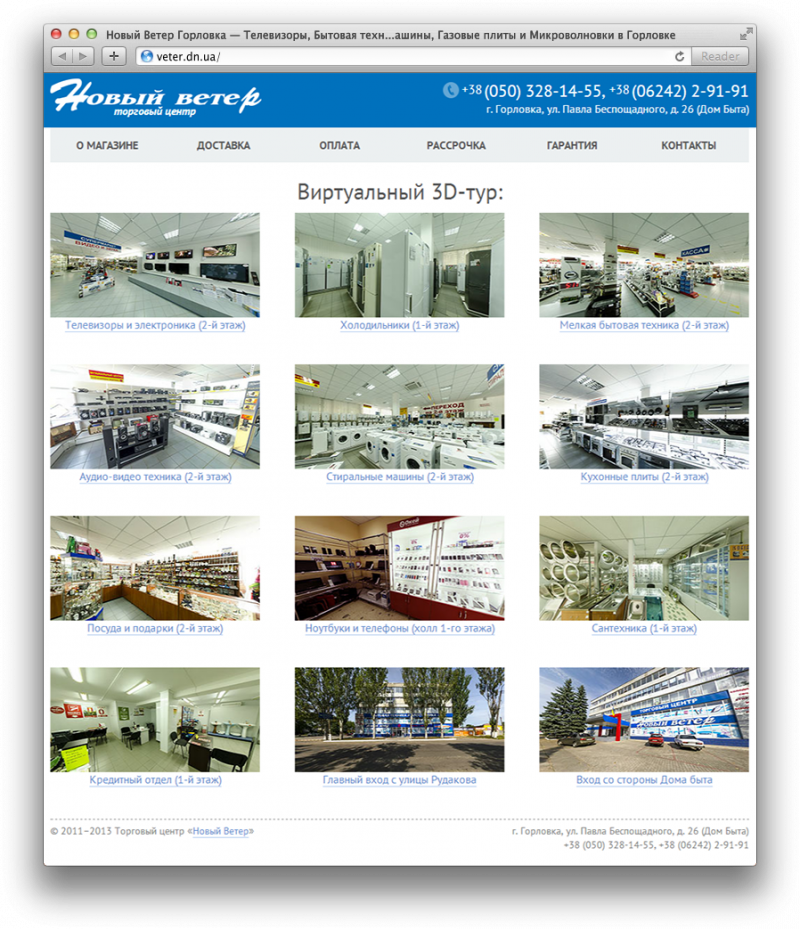 Новый Ветер Горловка — Телевизоры, Бытовая техн...ашины, Газовые плиты и Микроволновки в Горловке
veter.dn.ua/
Reader
Новый ветер
торговый центр
+38 (050) 328-14-55, +38 (06242) 2-91-91
г. Горловка, ул. Павла Беспощадного, д. 26 (Дом Быта)
О МАГАЗИНЕ ДОСТАВКА ОПЛАТА РАССРОЧКА ГАРАНТИЯ КОНТАКТЫ
Виртуальный 3D-тур:
КАССА
Телевизоры и электроника (2-й этаж)
Холодильники (1-й этаж)
Мелкая бытовая техника (2-й этаж)
ПЕРЕХОД
Аудио-видео техника (2-й этаж)
Стиральные машины (2-й этаж)
Кухонные плиты (2-й этаж)
Посуда и подарки (2-й этаж)
Ноутбуки и телефоны (холл 1-го этажа)
Сантехника (1-й этаж)
ТОРГОВЫЙ ЦЕНТР
Новый ветер
Кредитный отдел (1-й этаж)
Главный вход с улицы Рудакова
Вход со стороны Дома быта
© 2011–2013 Торговый центр «Новый Ветер»
г. Горловка, ул. Павла Беспощадного, д. 26 (Дом Быта)
+38 (050) 328-14-55, +38 (06242) 2-91-91